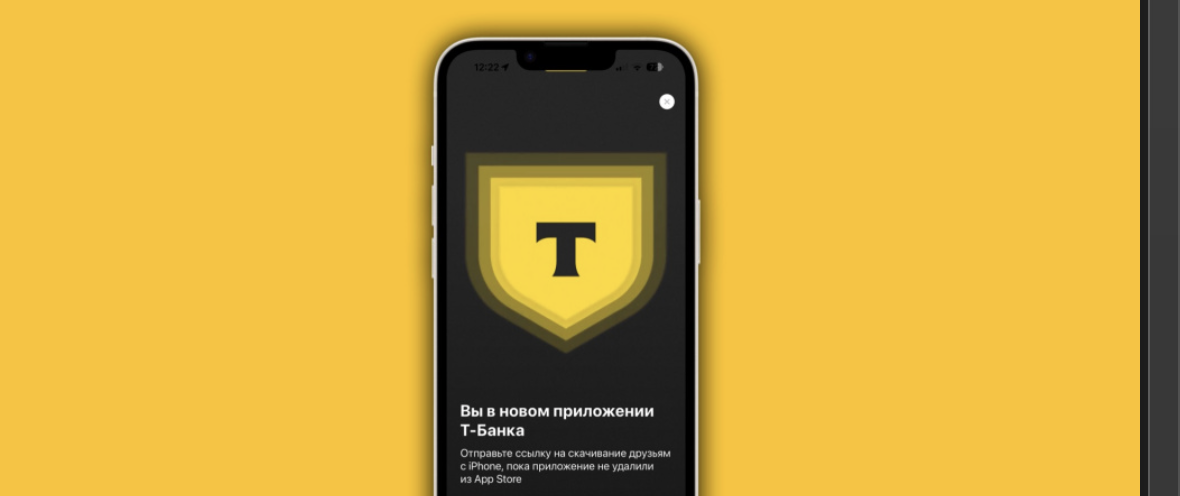 12:22
Т
Вы в новом приложении
Т-Банка
Отправьте ссылку на скачивание друзьям
с iPhone, пока приложение не удалили
из App Store